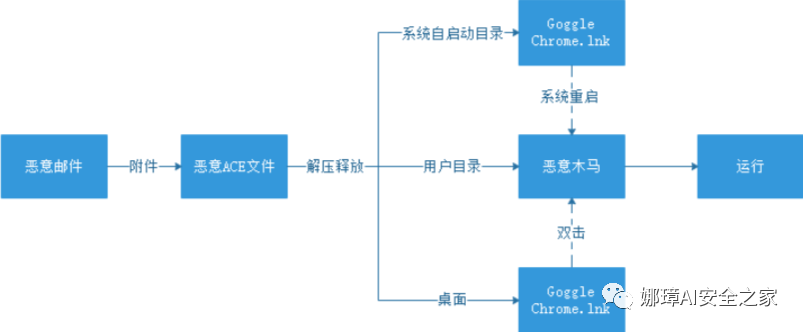 Goggle
Chrome.lnk
系统自启动目录
系统重启
恶意邮件
附件
恶意ACE文件
解压释放
用户目录
恶意木马
运行
双击
桌面
Goggle
Chrome.lnk
娜璋AI安全之家